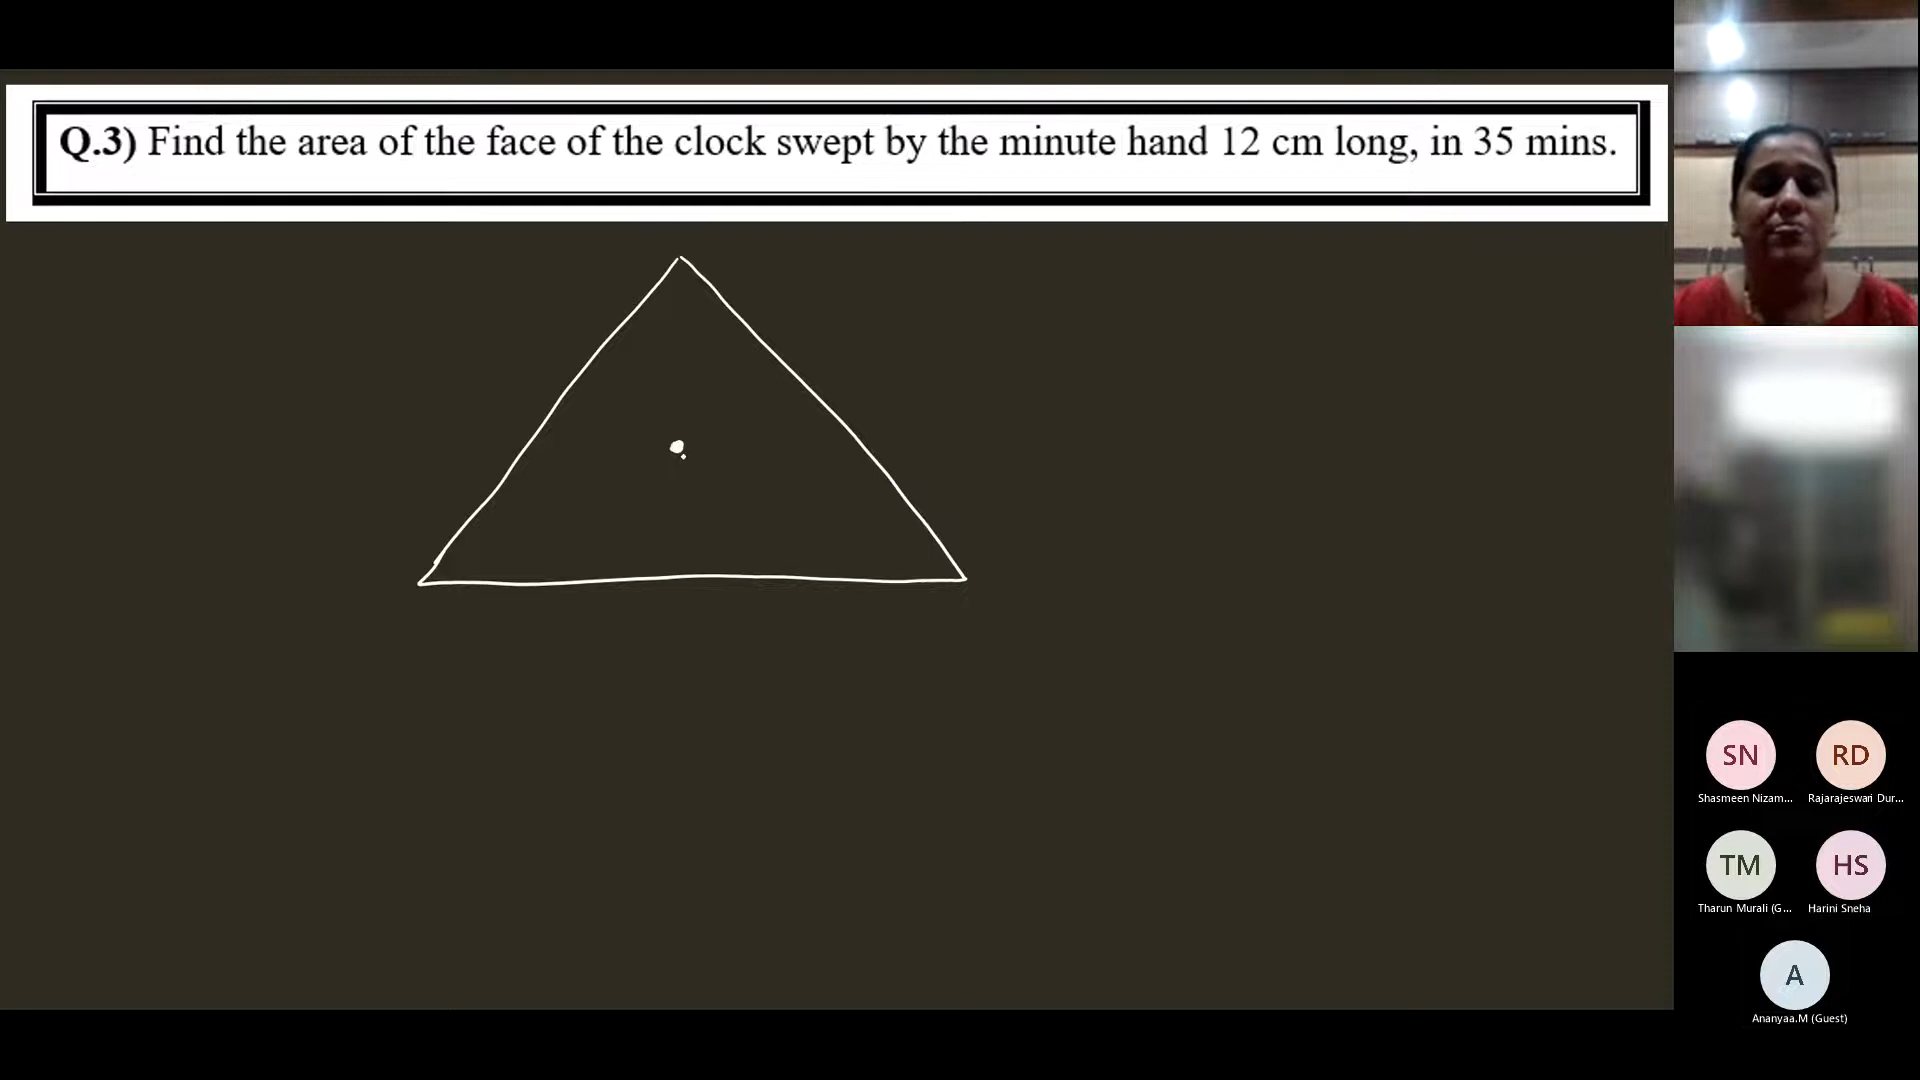 Q.3) Find the area of the face of the clock swept by the minute hand 12 cm long, in 35 mins.
SN
RD
Shasmeen Nizam...
Rajarajeswari Dur...
TM
HS
Tharun Murali (G...
Harini Sneha
A
Ananyaa.M (Guest)